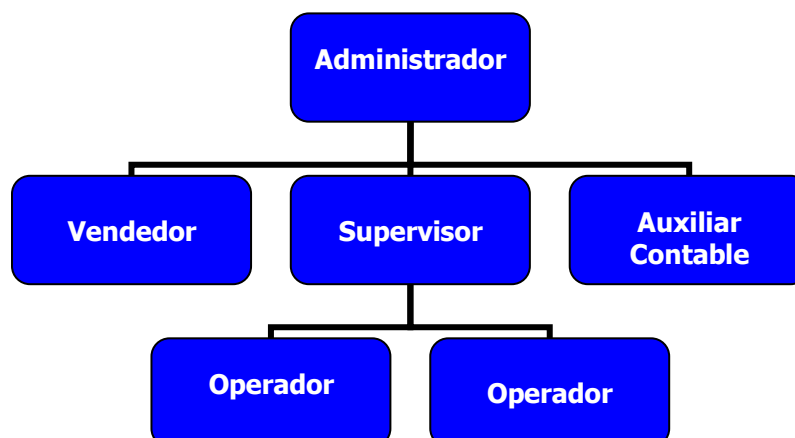 Administrador
Vendedor
Supervisor
Auxiliar
Contable
Operador
Operador